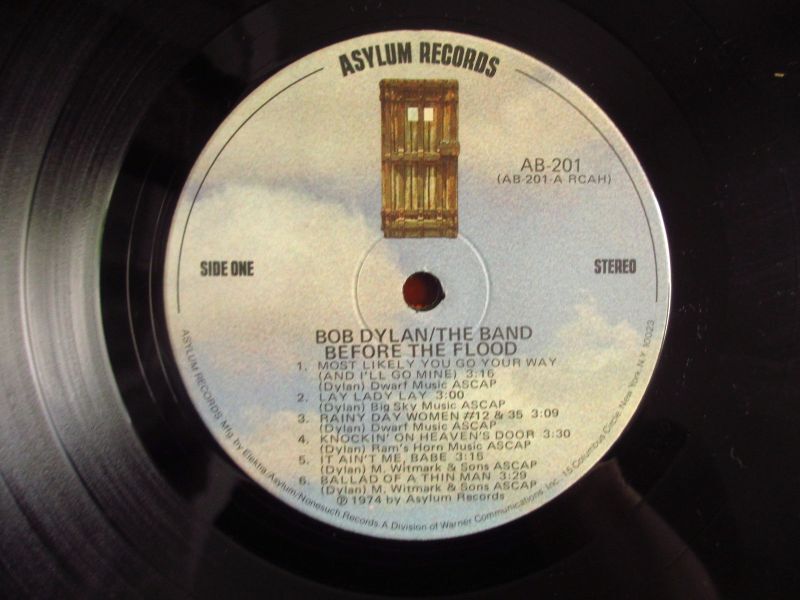 ASYLUM RECORDS
AB-201
(AB-201-A RCAH)
SIDE ONE
STEREO
BOB DYLAN/THE BAND
BEFORE THE FLOOD
1. MOST LIKELY YOU GO YOUR WAY
(AND I'LL GO MINE) 3:16
(Dylan) Dwarf Music ASCAP
2. LAY LADY LAY 3:00
(Dylan) Big Sky Music ASCAP
3. RAINY DAY WOMEN #12 & 35 3:09
(Dylan) Dwarf Music ASCAP
4. KNOCKIN' ON HEAVEN'S DOOR 3:30
(Dylan) Ram's Horn Music ASCAP
5. IT AIN'T ME, BABE 3:15
(Dylan) M. Witmark & Sons ASCAP
6. BALLAD OF A THIN MAN 3:29
(Dylan) M. Witmark & Sons ASCAP
℗ 1974 by Asylum Records
ASYLUM RECORDS Mfg. by Elektra/Asylum/Nonesuch Records A Division of Warner Communications, Inc. 15 Columbus Circle, New York, N.Y. 10023